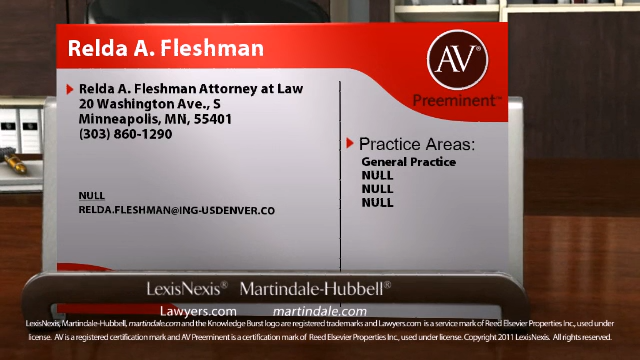 Relda A. Fleshman
AV®
Preeminent™
Relda A. Fleshman Attorney at Law
20 Washington Ave., S
Minneapolis, MN, 55401
(303) 860-1290
NULL
RELDA.FLESHMAN@ING-USDENVER.CO
Practice Areas:
General Practice
NULL
NULL
NULL
LexisNexis® Martindale-Hubbell®
Lawyers.com martindale.com
LexisNexis, Martindale-Hubbell, martindale.com and the Knowledge Burst logo are registered trademarks and Lawyers.com is a service mark of Reed Elsevier Properties Inc., used under
license. AV is a registered certification mark and AV Preeminent is a certification mark of Reed Elsevier Properties Inc., used under license. Copyright 2011 LexisNexis. All rights reserved.